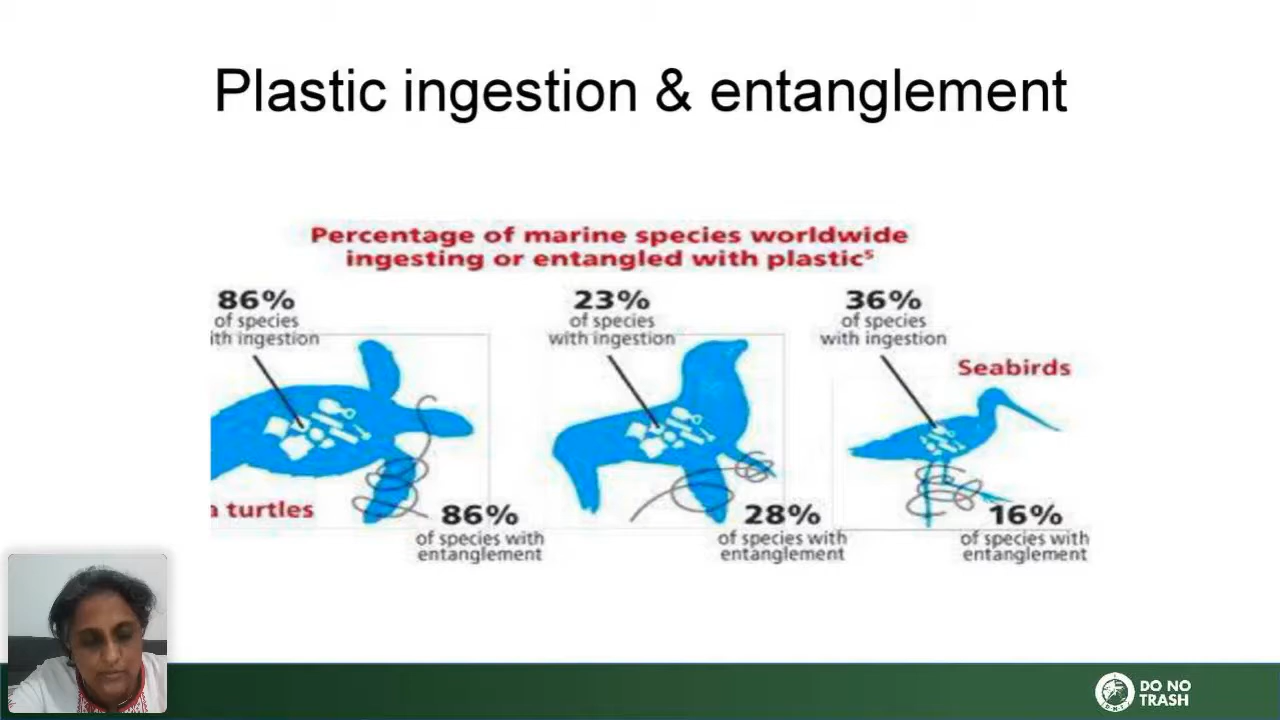 Plastic ingestion & entanglement
Percentage of marine species worldwide
ingesting or entangled with plastic⁵
86%
of species
ith ingestion
23%
of species
with ingestion
36%
of species
with ingestion
Seabirds
a turtles
86%
of species with
entanglement
28%
of species with
entanglement
16%
of species with
entanglement
DO NO
TRASH